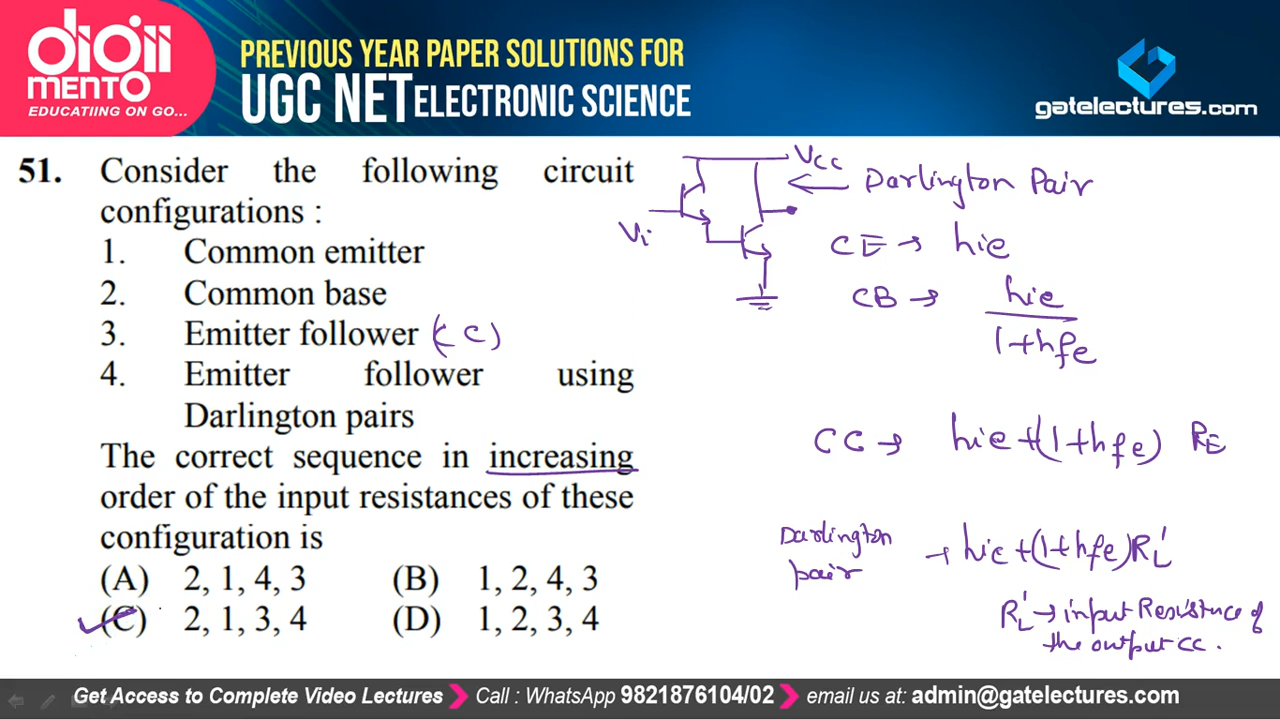 digii
MENTO
EDUCATIING ON GO...
PREVIOUS YEAR PAPER SOLUTIONS FOR
UGC NET ELECTRONIC SCIENCE
gatelectures.com
51. Consider the following circuit
configurations :
1. Common emitter
2. Common base
3. Emitter follower (CC)
4. Emitter follower using
Darlington pairs
The correct sequence in increasing
order of the input resistances of these
configuration is
(A) 2, 1, 4, 3 (B) 1, 2, 4, 3
(C) 2, 1, 3, 4 (D) 1, 2, 3, 4
VCC
Darlington Pair
Vi
CE → hie
CB → hie
1+hfe
CC → hie+(1+hfe) RE
Darlington
pair → hie+(1+hfe)RL'
RL' → input Resistance of
the output CC.
Get Access to Complete Video Lectures Call : WhatsApp 9821876104/02 email us at: admin@gatelectures.com